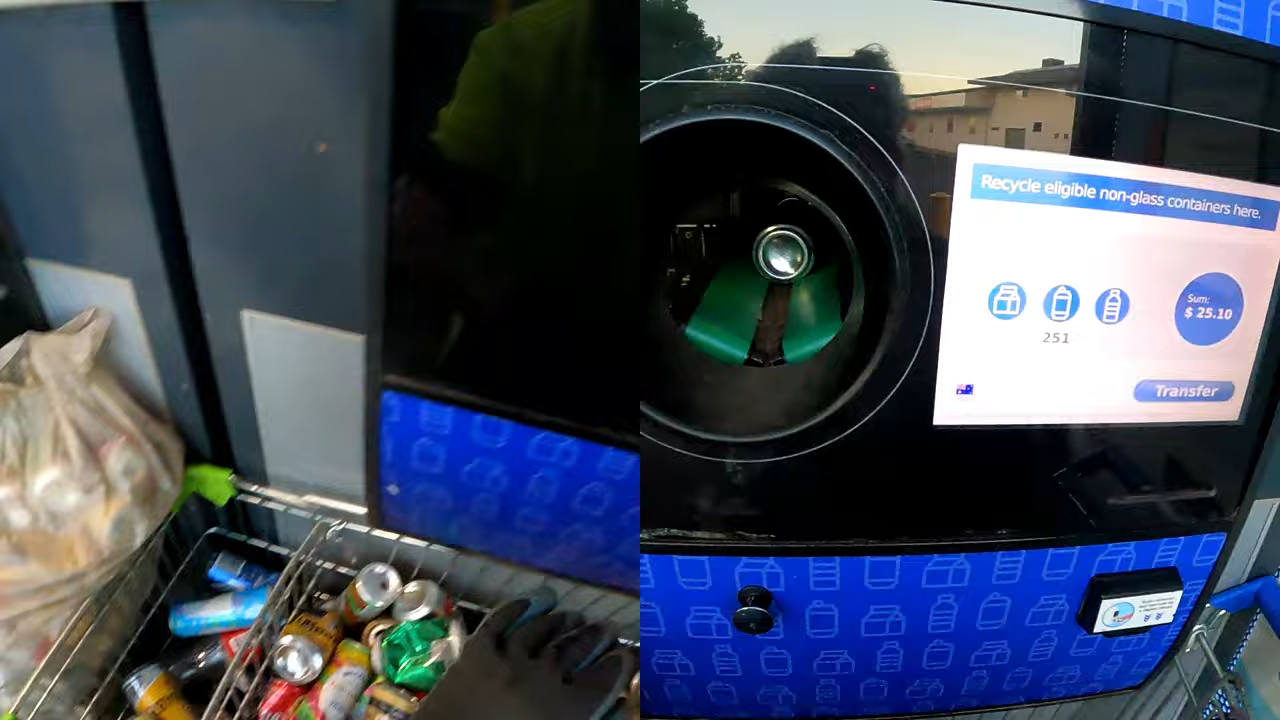 Recycle eligible non-glass containers here.
Sum:
$ 25.10
251
Transfer